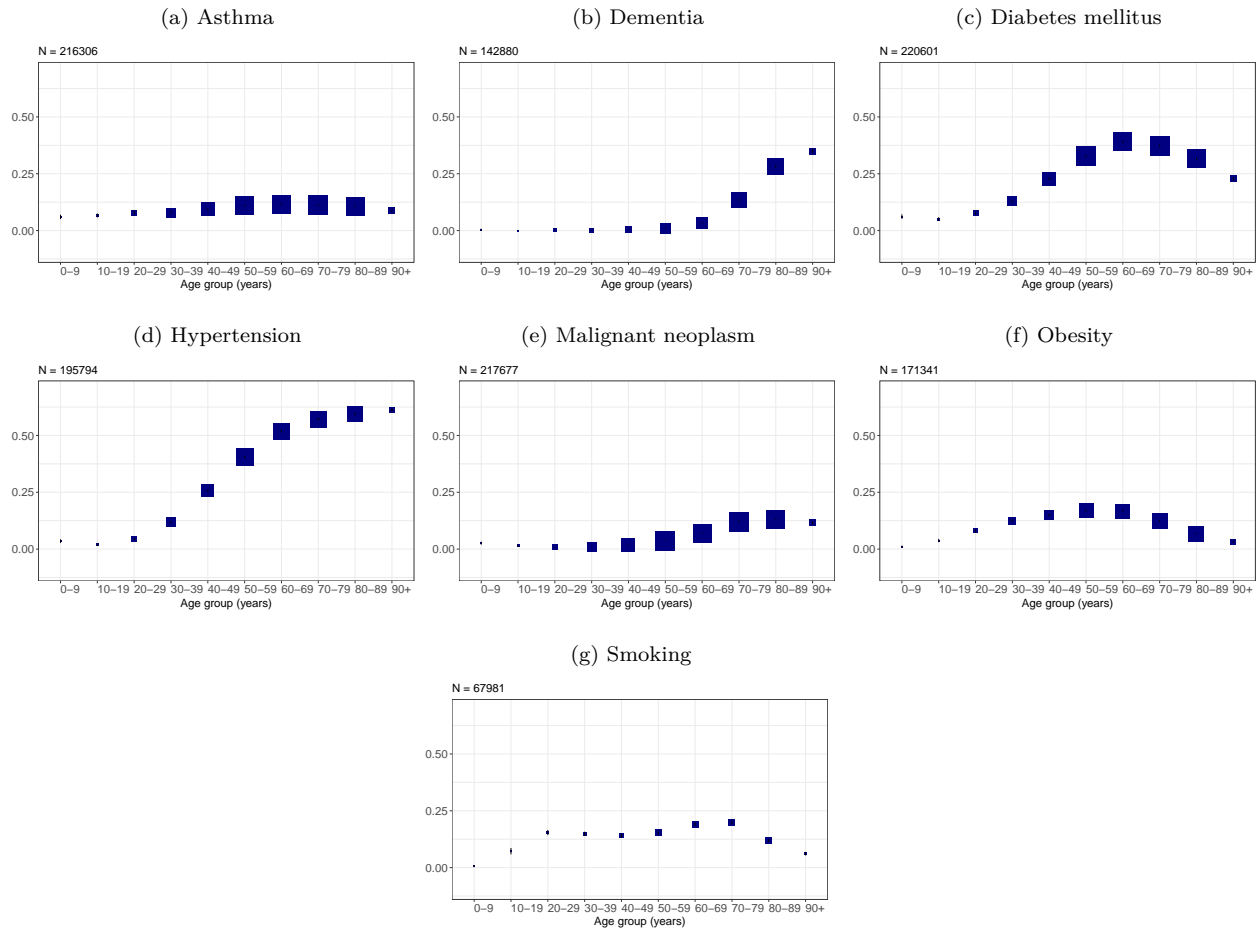 (a) Asthma
N = 216306
0.50
0.25
0.00
0–9 10–19 20–29 30–39 40–49 50–59 60–69 70–79 80–89 90+
Age group (years)
(b) Dementia
N = 142880
0.50
0.25
0.00
0–9 10–19 20–29 30–39 40–49 50–59 60–69 70–79 80–89 90+
Age group (years)
(c) Diabetes mellitus
N = 220601
0.50
0.25
0.00
0–9 10–19 20–29 30–39 40–49 50–59 60–69 70–79 80–89 90+
Age group (years)
(d) Hypertension
N = 195794
0.50
0.25
0.00
0–9 10–19 20–29 30–39 40–49 50–59 60–69 70–79 80–89 90+
Age group (years)
(e) Malignant neoplasm
N = 217677
0.50
0.25
0.00
0–9 10–19 20–29 30–39 40–49 50–59 60–69 70–79 80–89 90+
Age group (years)
(f) Obesity
N = 171341
0.50
0.25
0.00
0–9 10–19 20–29 30–39 40–49 50–59 60–69 70–79 80–89 90+
Age group (years)
(g) Smoking
N = 67981
0.50
0.25
0.00
0–9 10–19 20–29 30–39 40–49 50–59 60–69 70–79 80–89 90+
Age group (years)